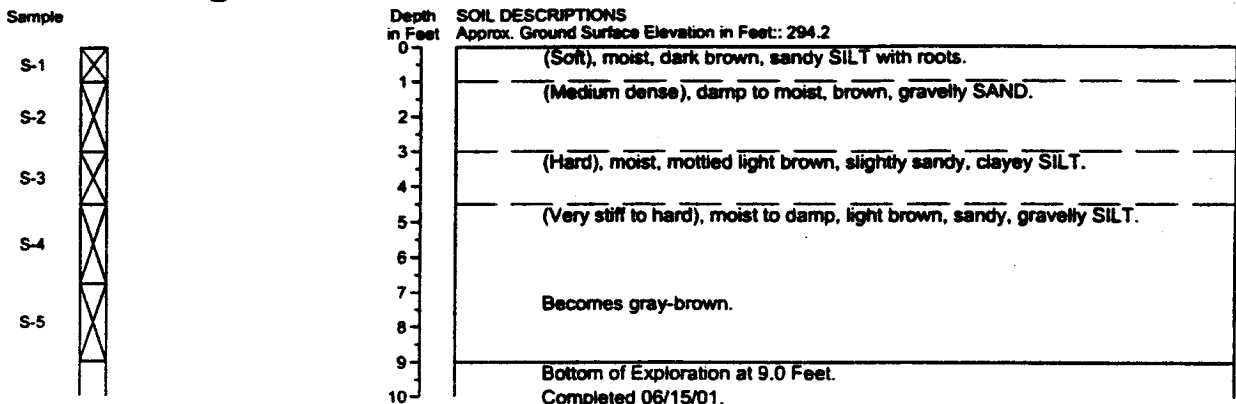 Sample
Depth in Feet
SOIL DESCRIPTIONS
Approx. Ground Surface Elevation in Feet:: 294.2
0
S-1
(Soft), moist, dark brown, sandy SILT with roots.
1
(Medium dense), damp to moist, brown, gravelly SAND.
S-2
2
3
(Hard), moist, mottled light brown, slightly sandy, clayey SILT.
S-3
4
5
(Very stiff to hard), moist to damp, light brown, sandy, gravelly SILT.
S-4
6
7
Becomes gray-brown.
S-5
8
9
Bottom of Exploration at 9.0 Feet.
10
Completed 06/15/01.